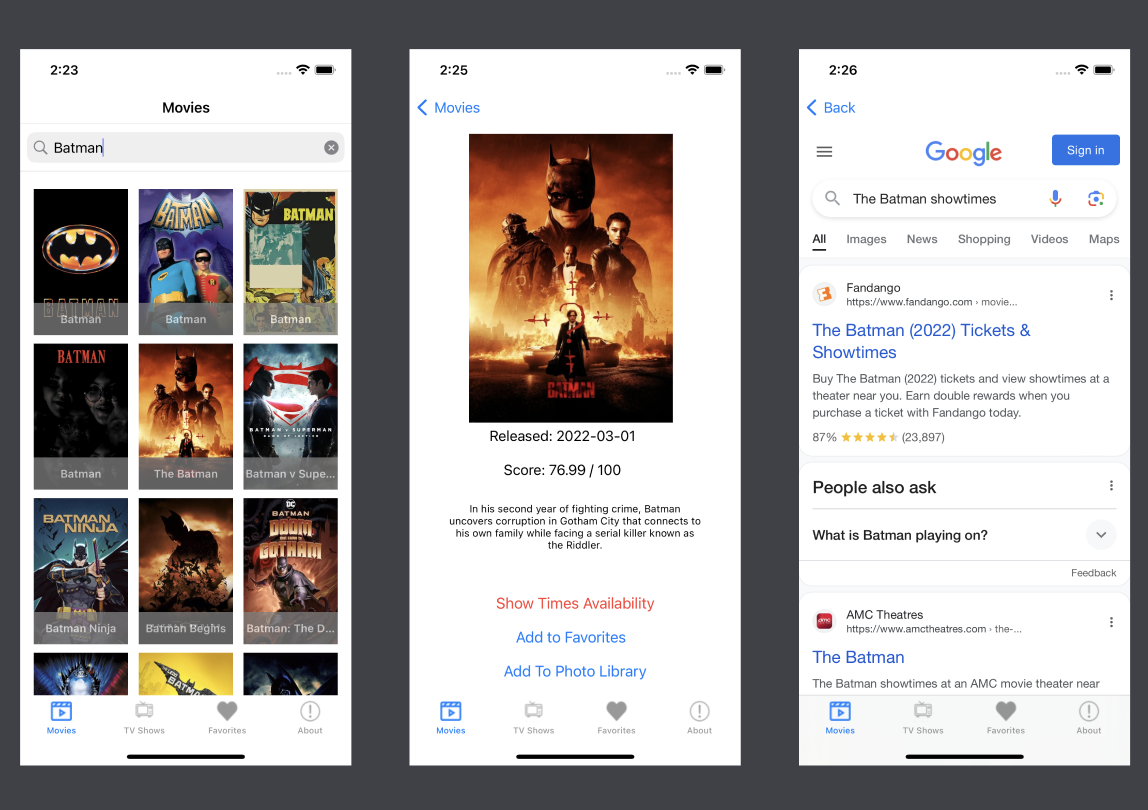 2:23
Movies
Batman
BATMAN
Batman
BATMAN
Batman
BATMAN
Batman
BATMAN
Batman
BATMAN
The Batman
BATMAN V SUPERMAN
DAWN OF JUSTICE
Batman v Supe...
BATMAN
NINJA
Batman Ninja
Batman Begins
DC
BATMAN
DOOM
THAT CAME TO
GOTHAM
Batman: The D...
BATMAN
Movies
TV Shows
Favorites
About
2:25
Movies
THE
BATMAN
Released: 2022-03-01
Score: 76.99 / 100
In his second year of fighting crime, Batman
uncovers corruption in Gotham City that connects to
his own family while facing a serial killer known as
the Riddler.
Show Times Availability
Add to Favorites
Add To Photo Library
Movies
TV Shows
Favorites
About
2:26
Back
Google
Sign in
The Batman showtimes
All Images News Shopping Videos Maps
Fandango
https://www.fandango.com › movie...
The Batman (2022) Tickets &
Showtimes
Buy The Batman (2022) tickets and view showtimes at a
theater near you. Earn double rewards when you
purchase a ticket with Fandango today.
87% (23,897)
People also ask
What is Batman playing on?
Feedback
amc
AMC Theatres
https://www.amctheatres.com › the-...
The Batman
The Batman showtimes at an AMC movie theater near
Movies
TV Shows
Favorites
About